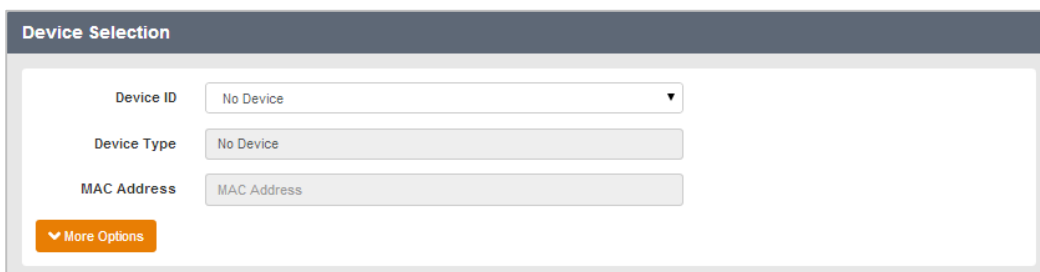 Device Selection
Device ID No Device
Device Type No Device
MAC Address MAC Address
More Options